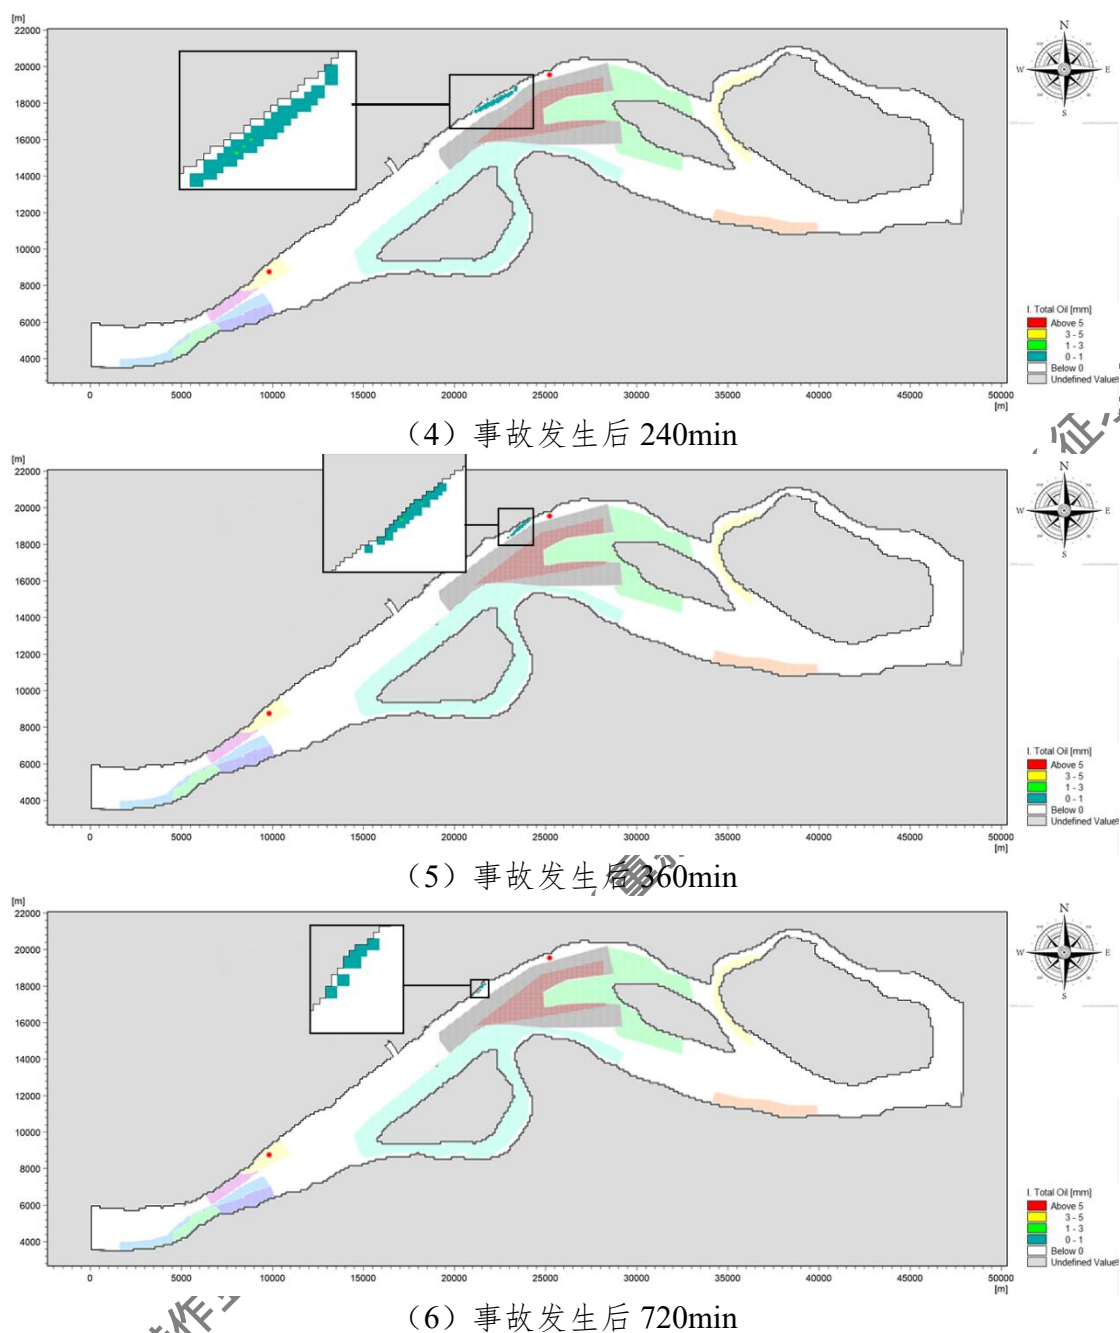 [m]
22000
20000
18000
16000
14000
12000
10000
8000
6000
4000
0 5000 10000 15000 20000 25000 30000 35000 40000 45000 50000
[m]
N
W E
S
l. Total Oil [mm]
Above 5
3 - 5
1 - 3
0 - 1
Below 0
Undefined Value
（4）事故发生后 240min
征
[m]
22000
20000
18000
16000
14000
12000
10000
8000
6000
4000
0 5000 10000 15000 20000 25000 30000 35000 40000 45000 50000
[m]
N
W E
S
l. Total Oil [mm]
Above 5
3 - 5
1 - 3
0 - 1
Below 0
Undefined Value
（5）事故发生后 360min
[m]
22000
20000
18000
16000
14000
12000
10000
8000
6000
4000
0 5000 10000 15000 20000 25000 30000 35000 40000 45000 50000
[m]
N
W E
S
l. Total Oil [mm]
Above 5
3 - 5
1 - 3
0 - 1
Below 0
Undefined Value
（6）事故发生后 720min
作